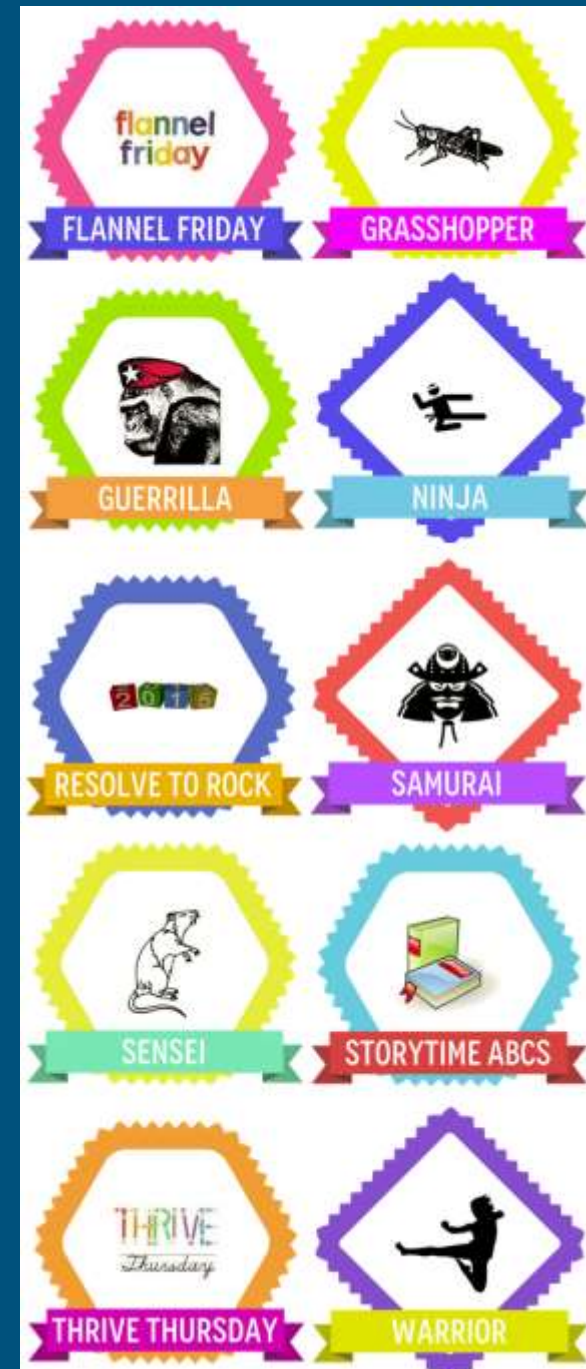 flannel
friday
FLANNEL FRIDAY
GRASSHOPPER
GUERRILLA
NINJA
2015
RESOLVE TO ROCK
SAMURAI
SENSEI
STORYTIME ABCS
THRIVE
Thursday
THRIVE THURSDAY
WARRIOR